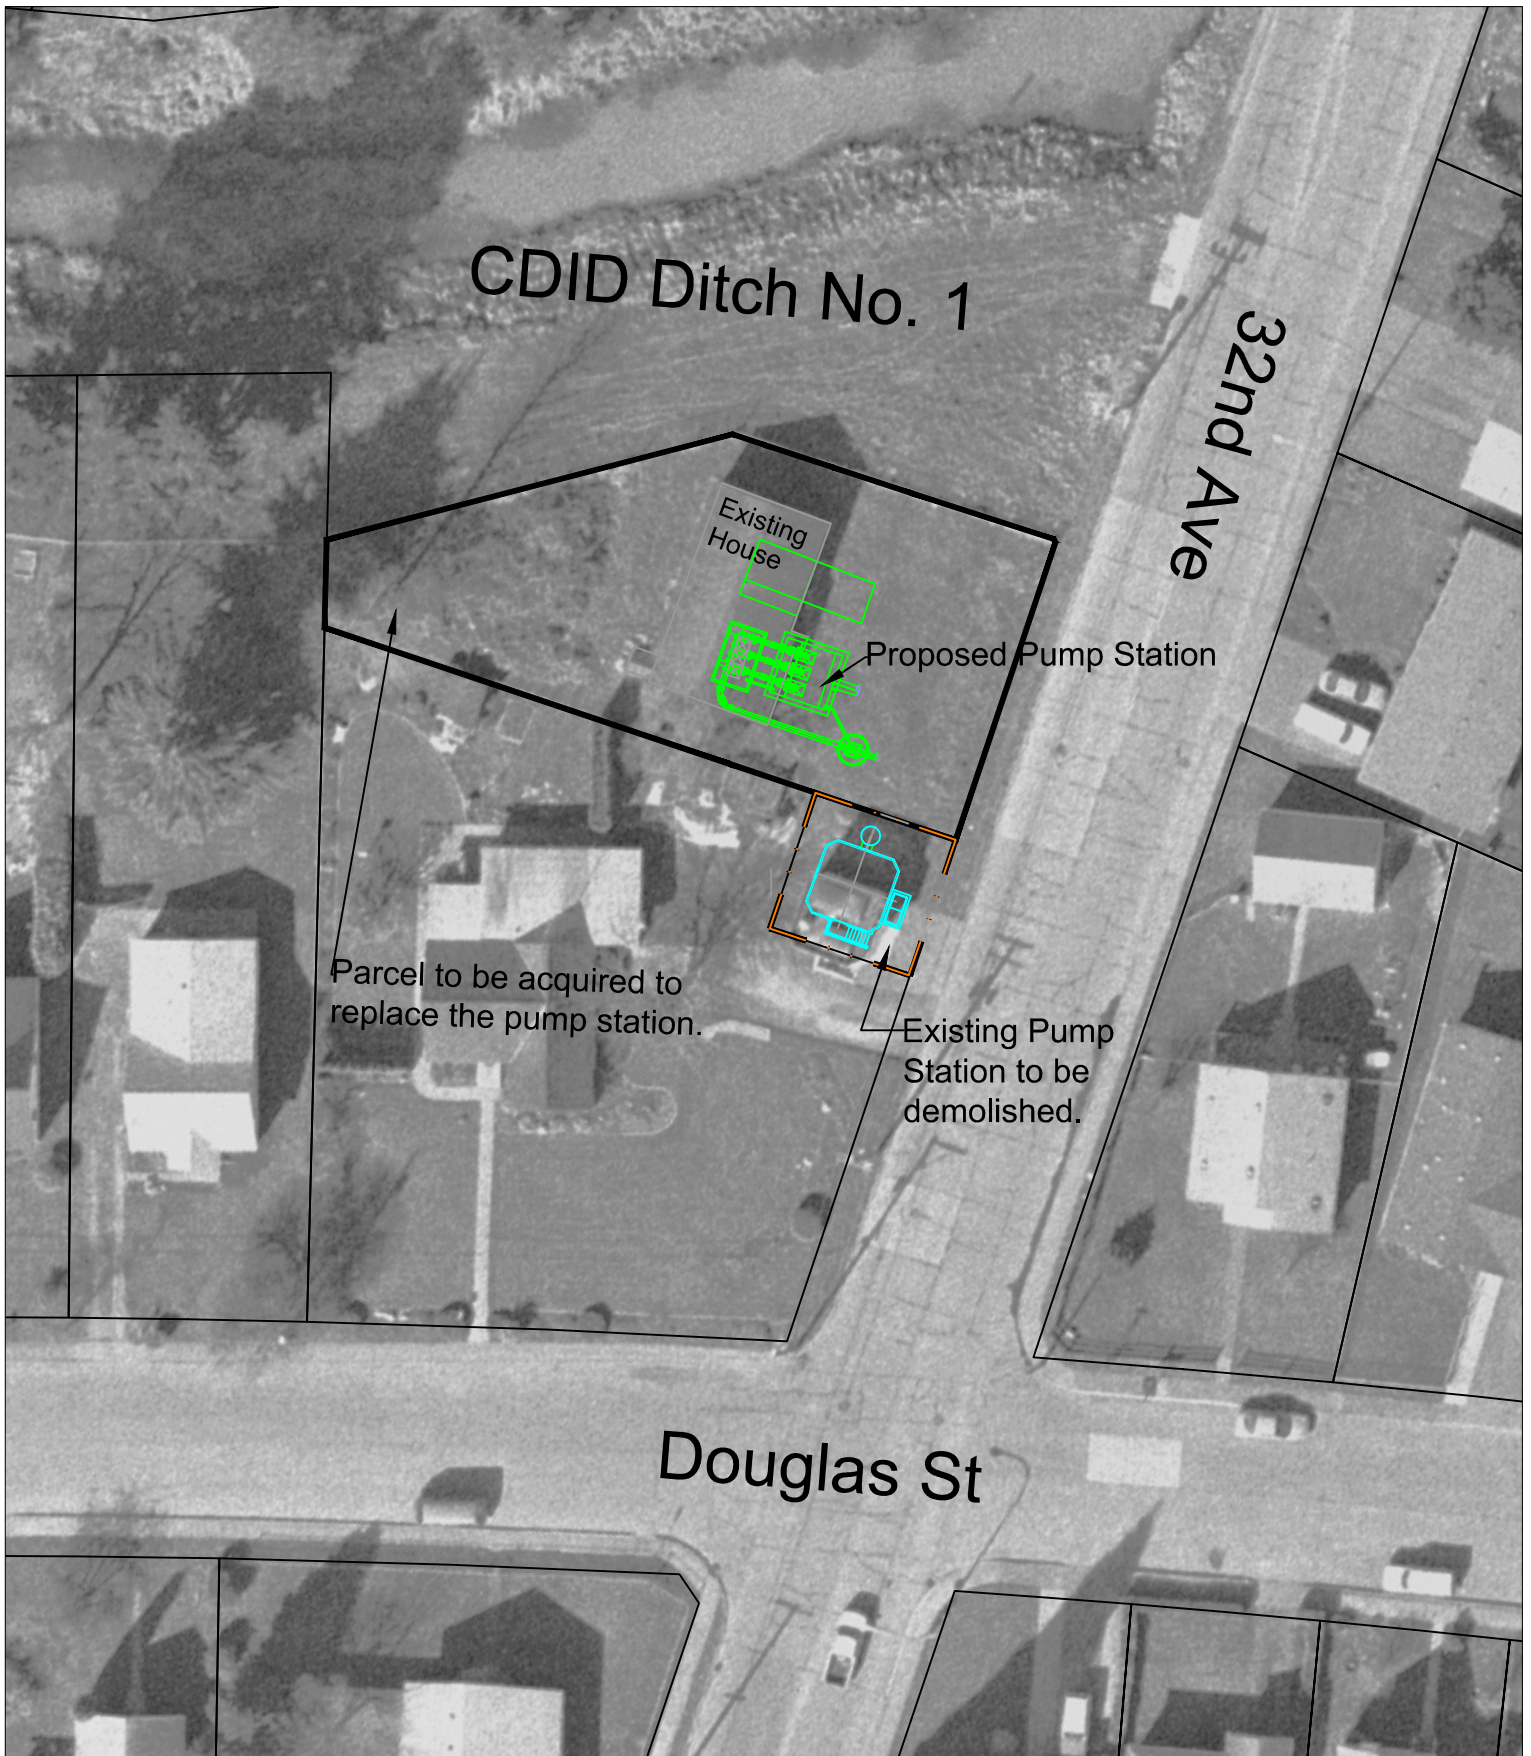 CDID Ditch No. 1
32nd Ave
Existing
House
Proposed Pump Station
Parcel to be acquired to
replace the pump station.
Existing Pump
Station to be
demolished.
Douglas St